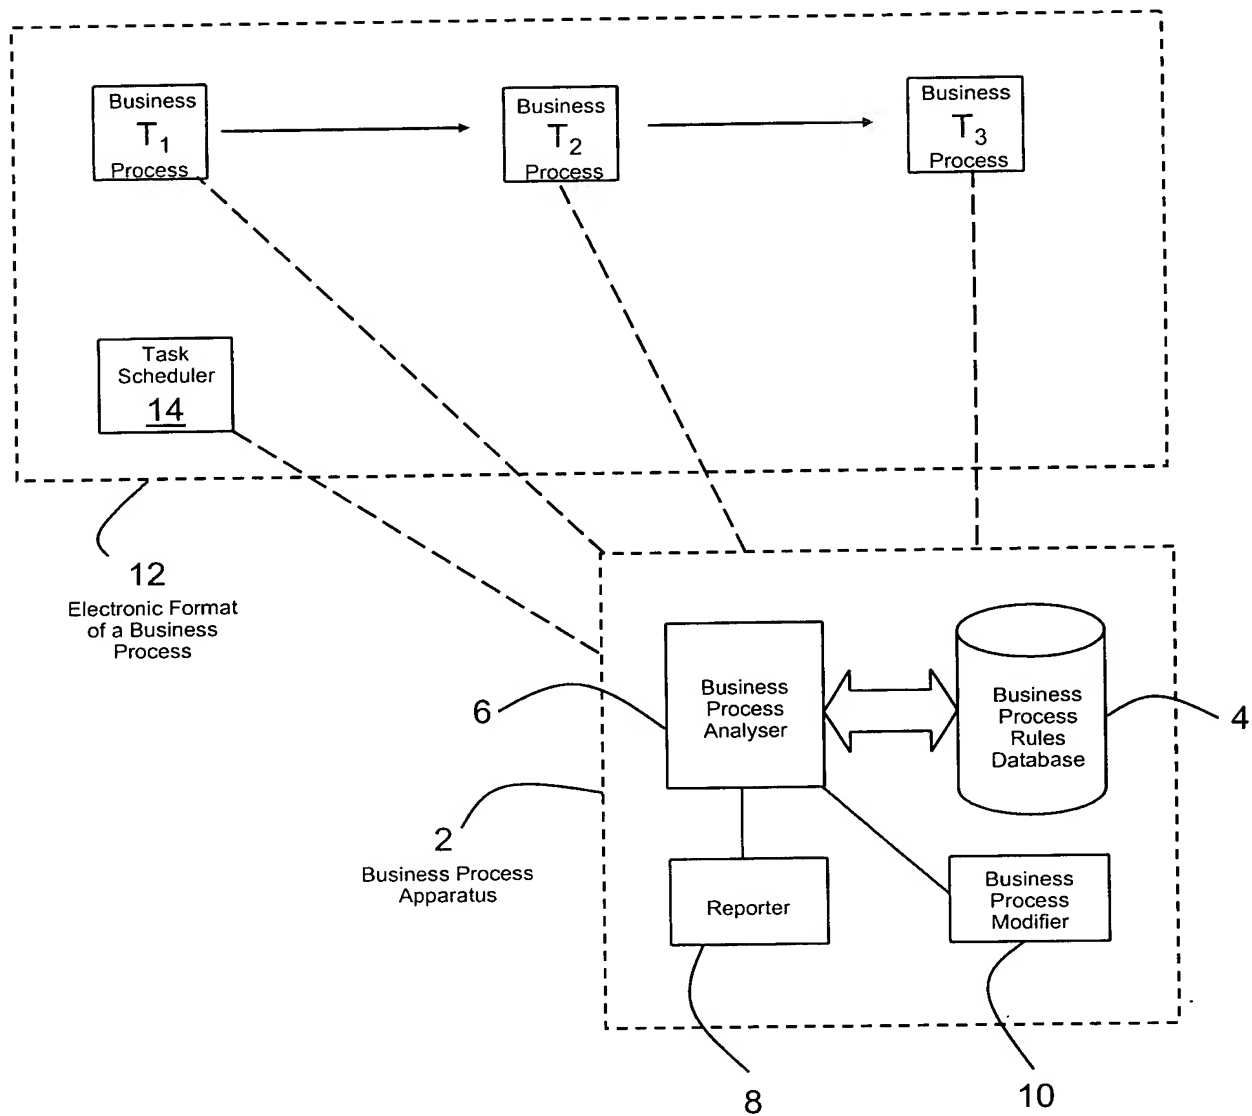 Business
T1
Process
Business
T2
Process
Business
T3
Process
Task
Scheduler
14
12
Electronic Format
of a Business
Process
6
Business
Process
Analyser
Business
Process
Rules
Database
4
2
Business Process
Apparatus
Reporter
Business
Process
Modifier
8
10